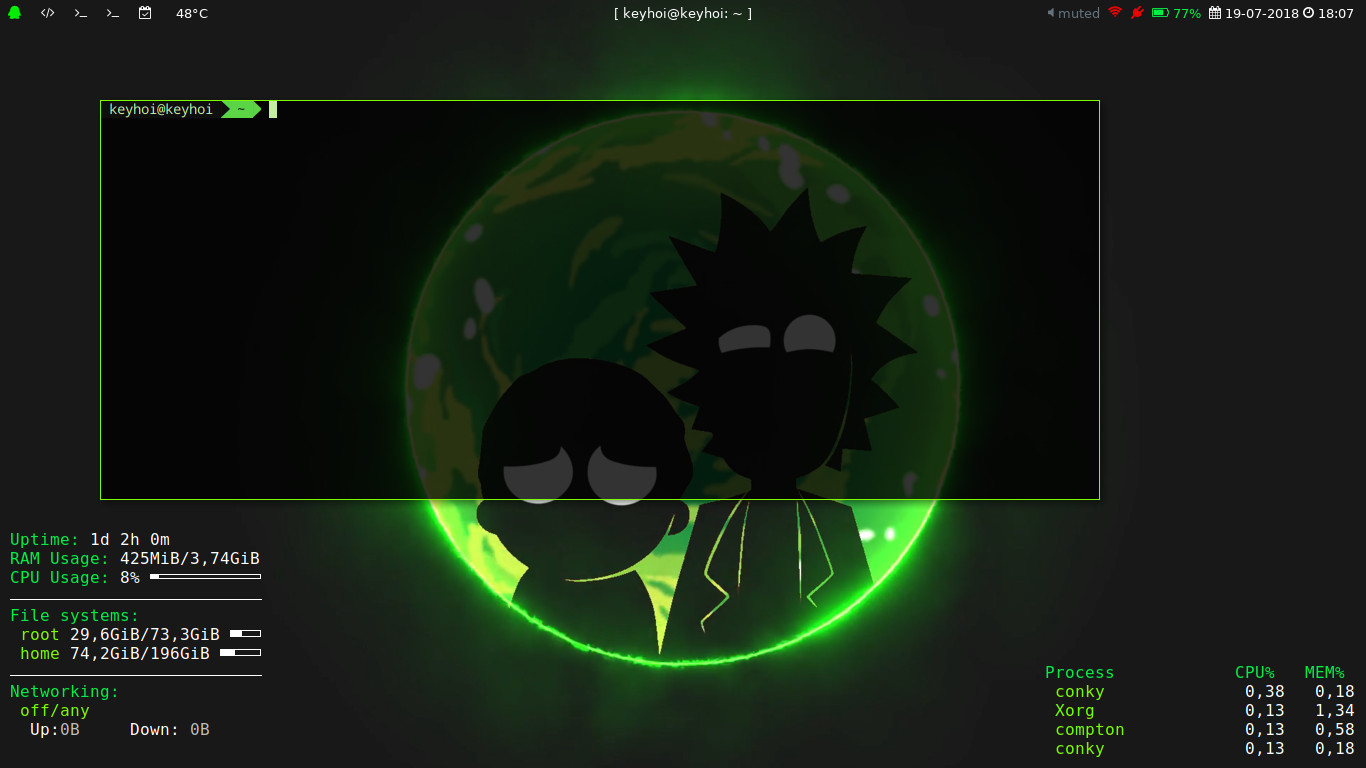 48°C [ keyhoi@keyhoi: ~ ] muted 77% 19-07-2018 18:07
keyhoi@keyhoi ~
Uptime: 1d 2h 0m
RAM Usage: 425MiB/3,74GiB
CPU Usage: 8%
File systems:
root 29,6GiB/73,3GiB
home 74,2GiB/196GiB
Networking:
off/any
Up:0B Down: 0B
Process CPU% MEM%
conky 0,38 0,18
Xorg 0,13 1,34
compton 0,13 0,58
conky 0,13 0,18